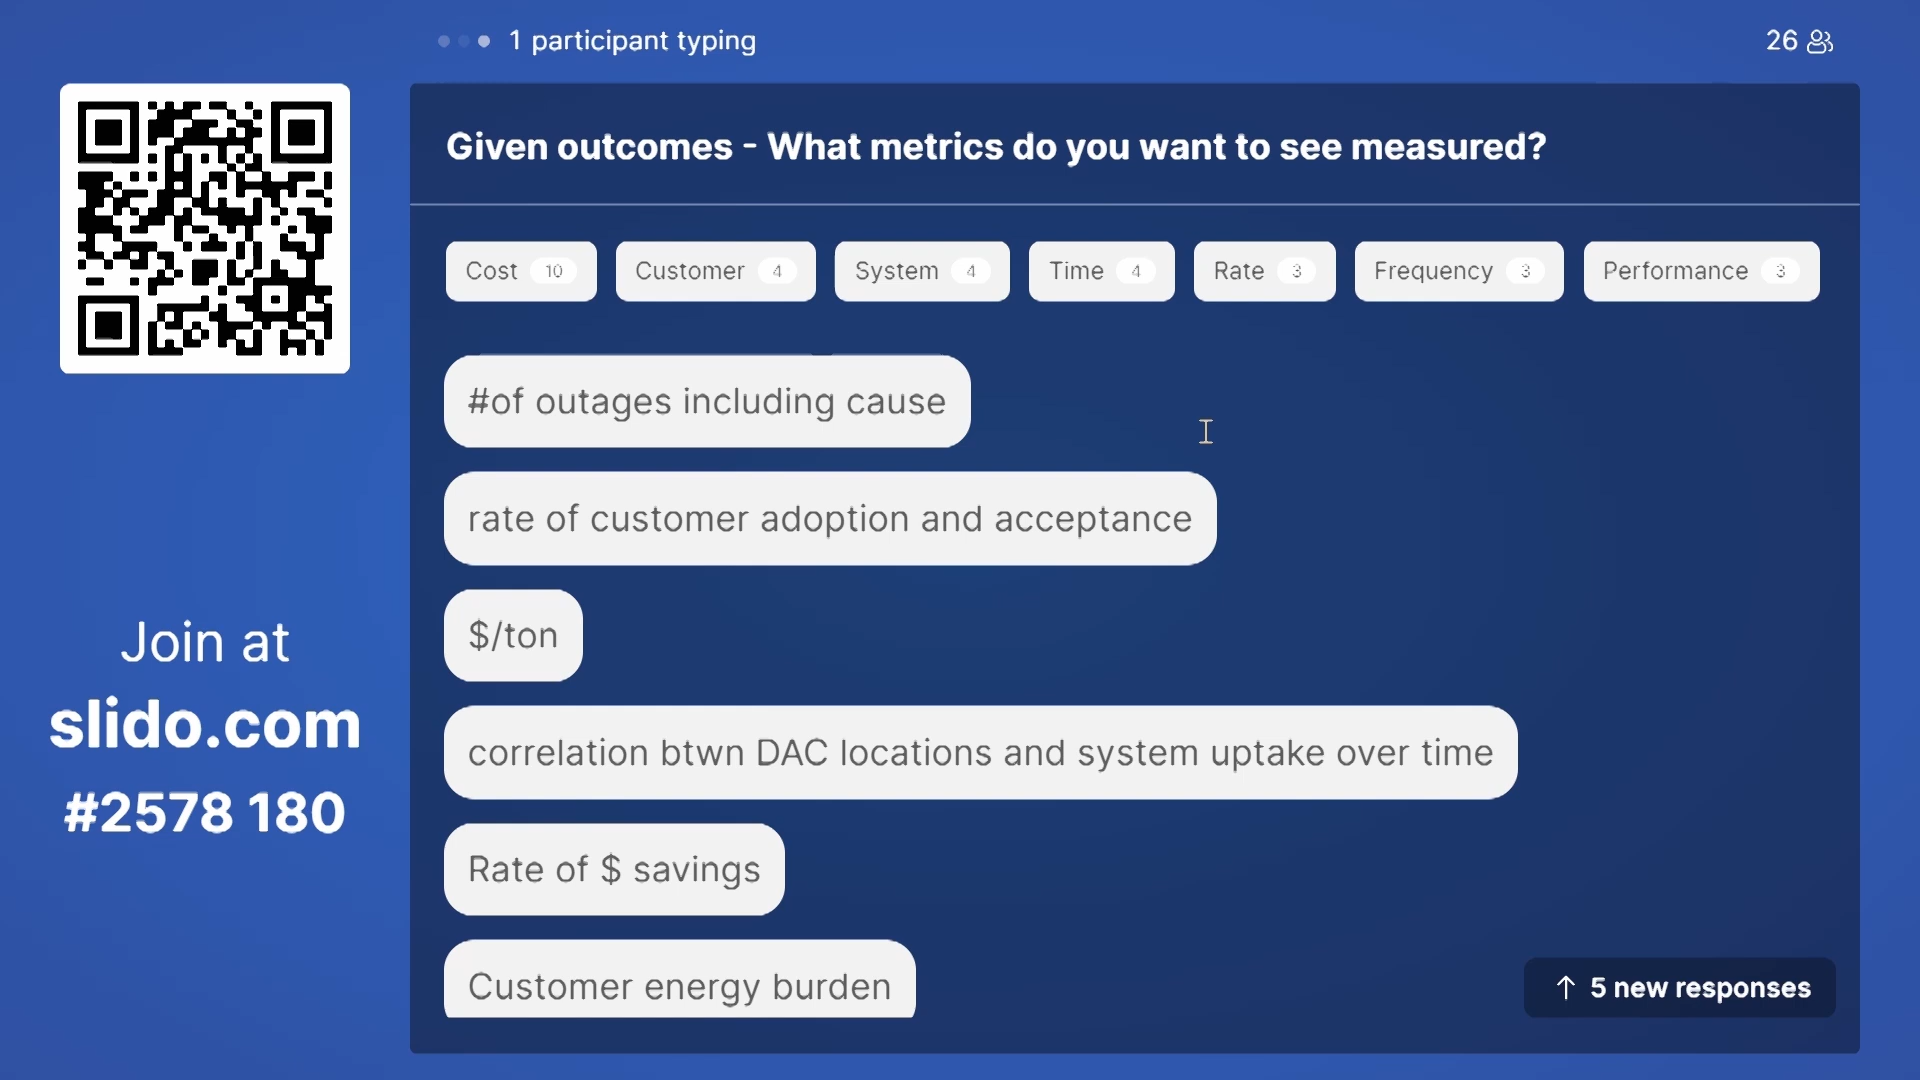 1 participant typing
26
Given outcomes - What metrics do you want to see measured?
Cost 10
Customer 4
System 4
Time 4
Rate 3
Frequency 3
Performance 3
#of outages including cause
rate of customer adoption and acceptance
$/ton
correlation btwn DAC locations and system uptake over time
Rate of $ savings
Customer energy burden
↑ 5 new responses
Join at
slido.com
#2578 180